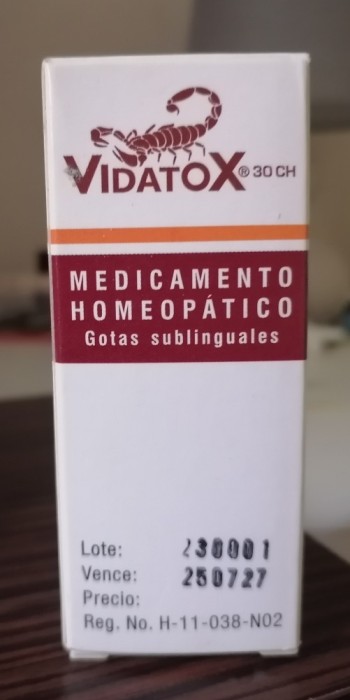 VIDATOX® 30 CH
MEDICAMENTO
HOMEOPÁTICO
Gotas sublinguales
Lote: 230001
Vence: 250727
Precio:
Reg. No. H-11-038-N02